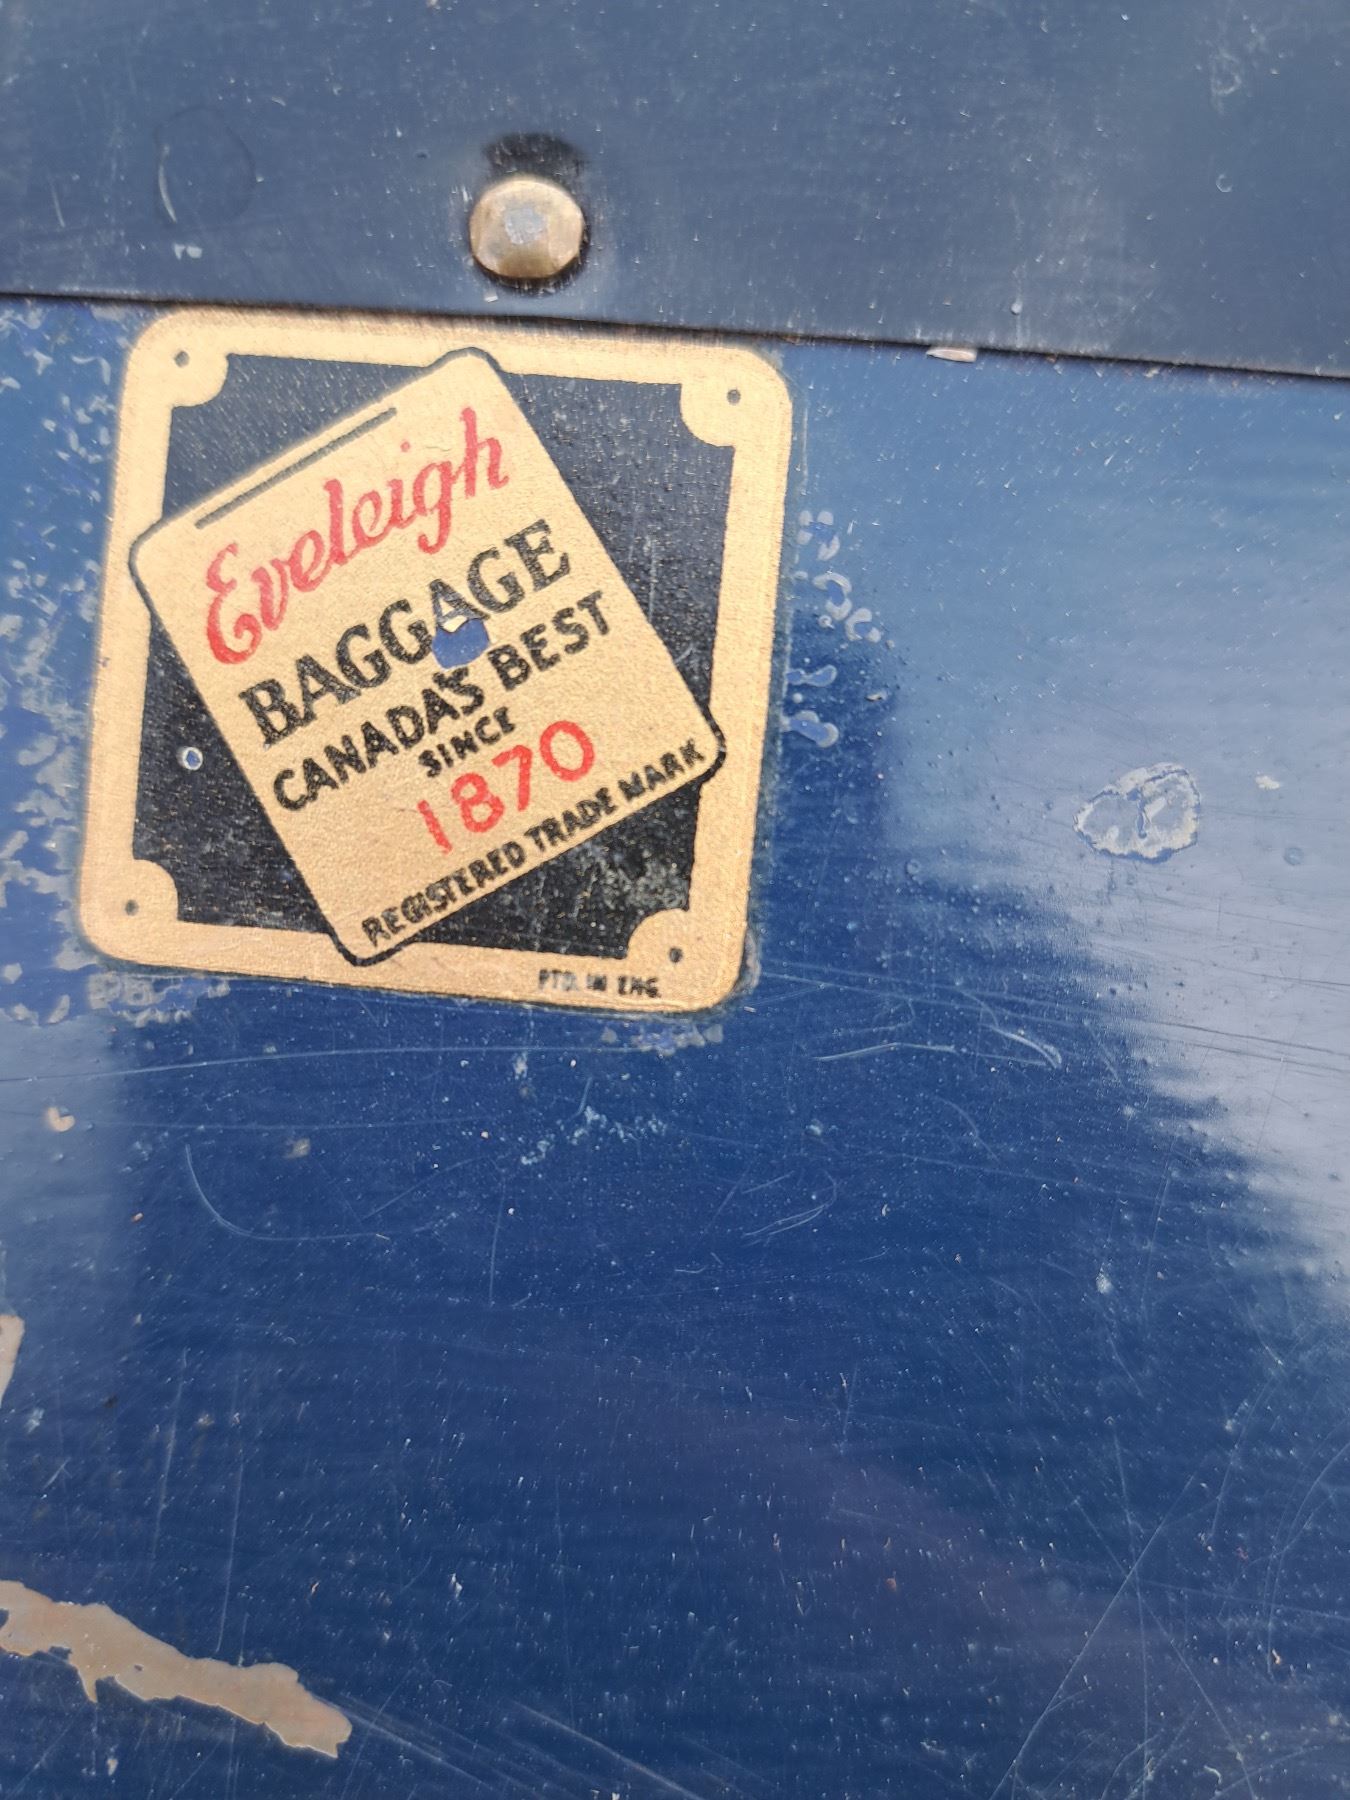 Eveleigh
BAGGAGE
CANADA'S BEST
SINCE
1870
REGISTERED TRADE MARK
PTD. IN ENG.